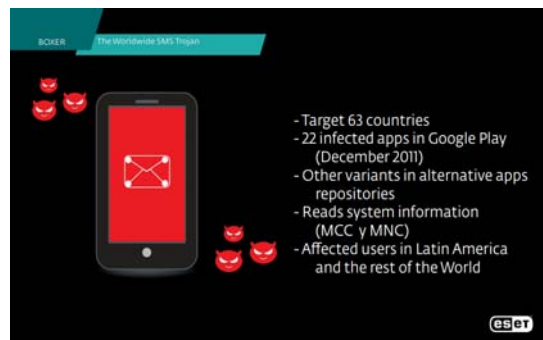 BOXER
The Worldwide SMS Trojan
- Target 63 countries
- 22 infected apps in Google Play
(December 2011)
- Other variants in alternative apps
repositories
- Reads system information
(MCC y MNC)
- Affected users in Latin America
and the rest of the World
eset